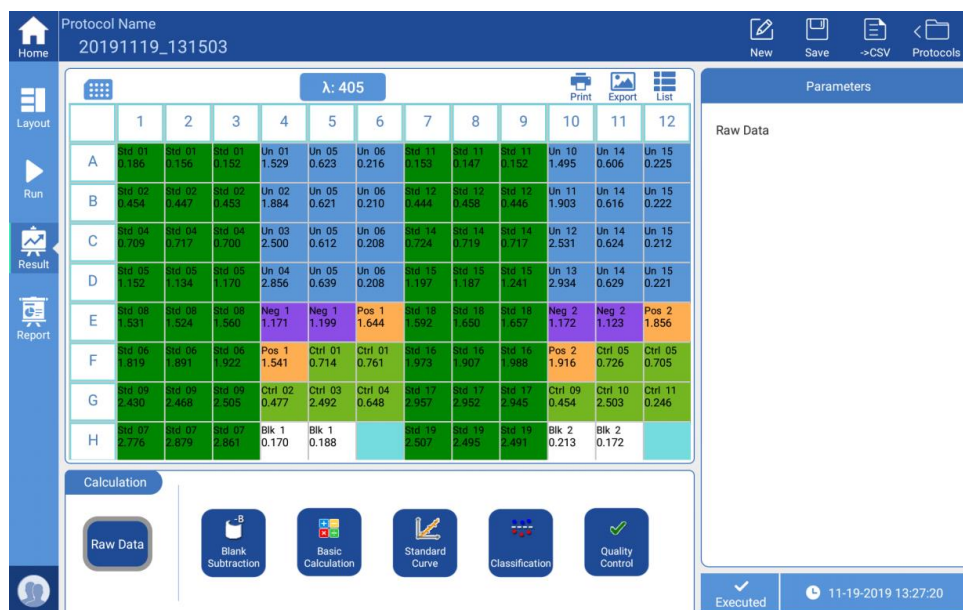 Protocol Name
20191119_131503
Home
New
Save
->CSV
Protocols
Layout
Run
Result
Report
λ: 405
Print
Export
List
1 2 3 4 5 6 7 8 9 10 11 12
A
Std 01 Std 01 Std 01 Un 01 Un 05 Un 06 Std 11 Std 11 Std 11 Un 10 Un 14 Un 15
0.186 0.156 0.152 1.529 0.623 0.216 0.153 0.147 0.152 1.495 0.606 0.225
B
Std 02 Std 02 Std 02 Un 02 Un 05 Un 06 Std 12 Std 12 Std 12 Un 11 Un 14 Un 15
0.454 0.447 0.453 1.884 0.621 0.210 0.444 0.458 0.446 1.903 0.616 0.222
C
Std 04 Std 04 Std 04 Un 03 Un 05 Un 06 Std 14 Std 14 Std 14 Un 12 Un 14 Un 15
0.709 0.717 0.700 2.500 0.612 0.208 0.724 0.719 0.717 2.531 0.624 0.212
D
Std 05 Std 05 Std 05 Un 04 Un 05 Un 06 Std 15 Std 15 Std 15 Un 13 Un 14 Un 15
1.152 1.134 1.170 2.856 0.639 0.208 1.197 1.187 1.241 2.934 0.629 0.221
E
Std 08 Std 08 Std 08 Neg 1 Neg 1 Pos 1 Std 18 Std 18 Std 18 Neg 2 Neg 2 Pos 2
1.531 1.524 1.560 1.171 1.199 1.644 1.592 1.650 1.657 1.172 1.123 1.856
F
Std 06 Std 06 Std 06 Pos 1 Ctrl 01 Ctrl 01 Std 16 Std 16 Std 16 Pos 2 Ctrl 05 Ctrl 05
1.819 1.891 1.922 1.541 0.714 0.761 1.973 1.907 1.988 1.916 0.726 0.705
G
Std 09 Std 09 Std 09 Ctrl 02 Ctrl 03 Ctrl 04 Std 17 Std 17 Std 17 Ctrl 09 Ctrl 10 Ctrl 11
2.430 2.468 2.505 0.477 2.492 0.648 2.957 2.952 2.945 0.454 2.503 0.246
H
Std 07 Std 07 Std 07 Blk 1 Blk 1 Std 19 Std 19 Std 19 Blk 2 Blk 2
2.776 2.879 2.861 0.170 0.188 2.507 2.495 2.491 0.213 0.172
Parameters
Raw Data
Calculation
Raw Data
-B
Blank
Subtraction
Basic
Calculation
Standard
Curve
Classification
Quality
Control
Executed
11-19-2019 13:27:20